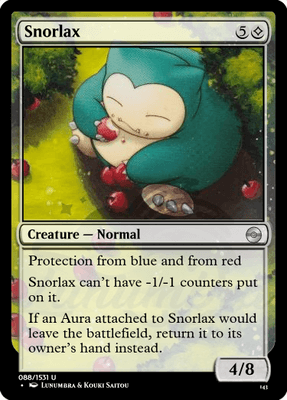 Snorlax 5
Creature — Normal
Protection from blue and from red
Snorlax can't have -1/-1 counters put
on it.
If an Aura attached to Snorlax would
leave the battlefield, return it to its
owner's hand instead.
4/8
088/1531 U
LUNUMBRA & KOUKI SAITOU